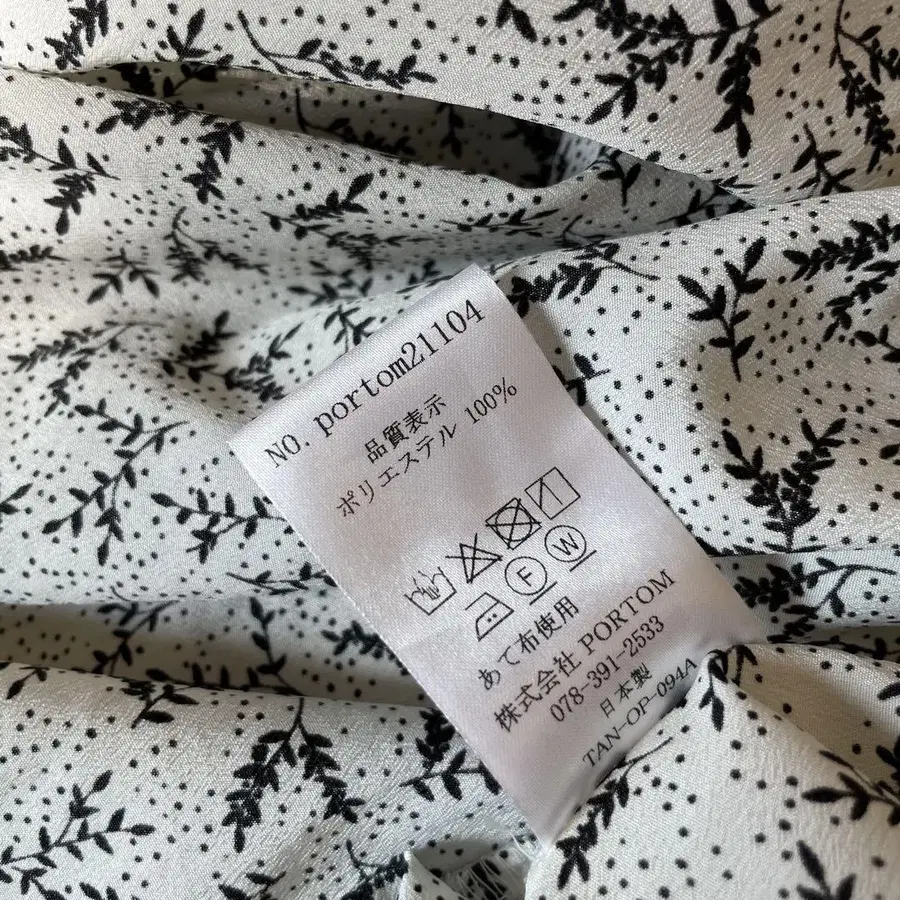 NO. portom21104
品質表示
ポリエステル 100%
F W
あて布使用
株式会社 PORTOM
078-391-2533
日本製
TAN-OP-094A